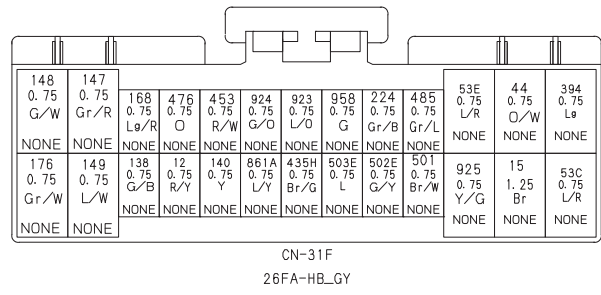 148 147 168 476 453 924 923 958 224 485 53E 44 394
0.75 0.75 0.75 0.75 0.75 0.75 0.75 0.75 0.75 0.75 0.75 0.75 0.75
G/W Gr/R Lg/R O R/W G/O L/O G Gr/B Gr/L L/R O/W Lg
NONE NONE NONE NONE NONE NONE NONE NONE NONE NONE NONE NONE NONE
176 149 138 12 140 861A 435H 503E 502E 501 925 15 53C
0.75 0.75 0.75 0.75 0.75 0.75 0.75 0.75 0.75 0.75 0.75 1.25 0.75
Gr/W L/W G/B R/Y Y L/Y Br/G L G/Y Br/W Y/G Br L/R
NONE NONE NONE NONE NONE NONE NONE NONE NONE NONE NONE NONE NONE
CN-31F
26FA-HB_GY